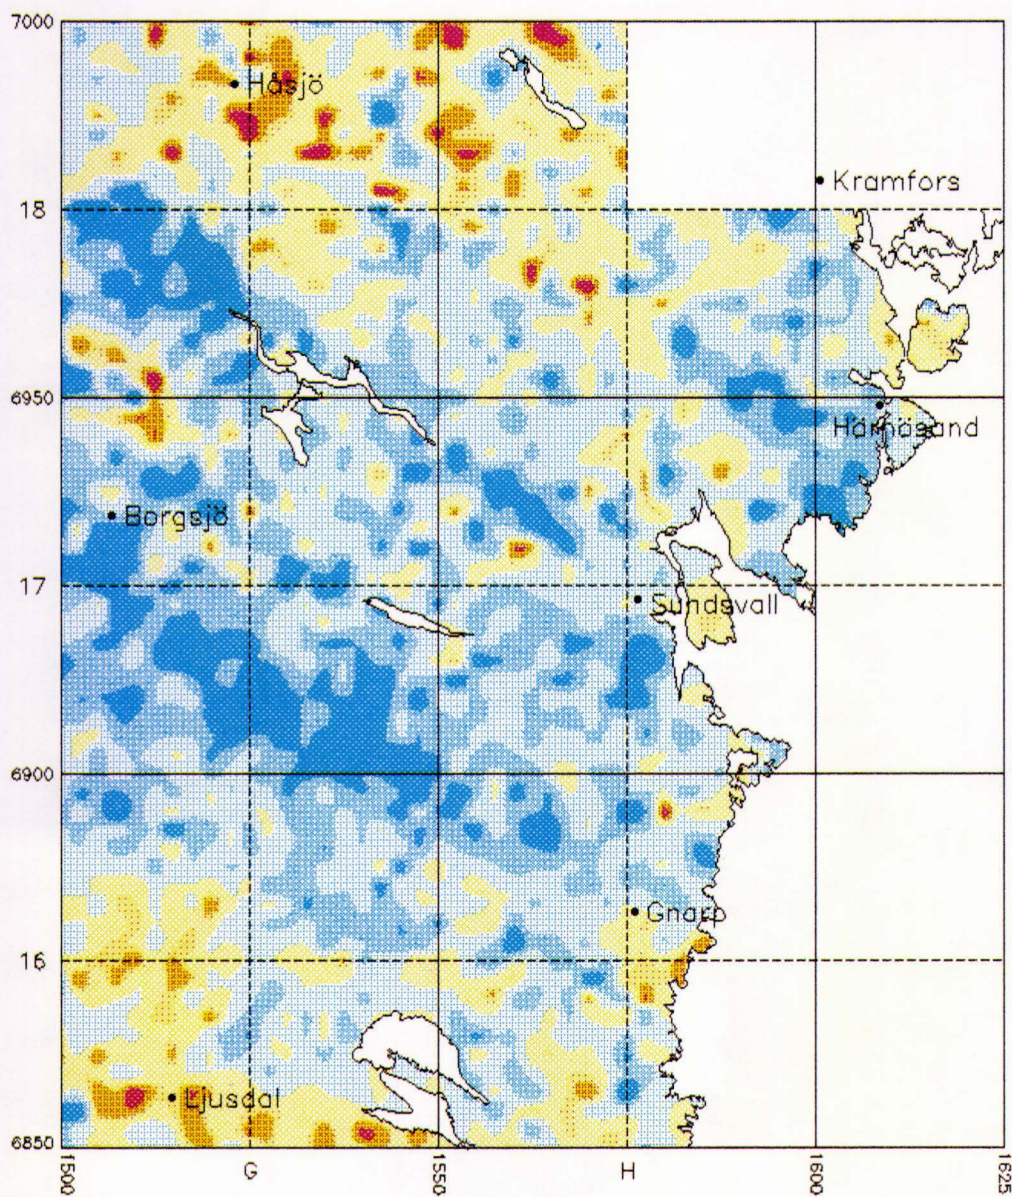 7000
Håsjö
Kramfors
18
6950
Härnösand
Borgsjö
17
Sundsvall
6900
Gnarp
16
Ljusdal
6850
1500
G
1550
H
1600
1625